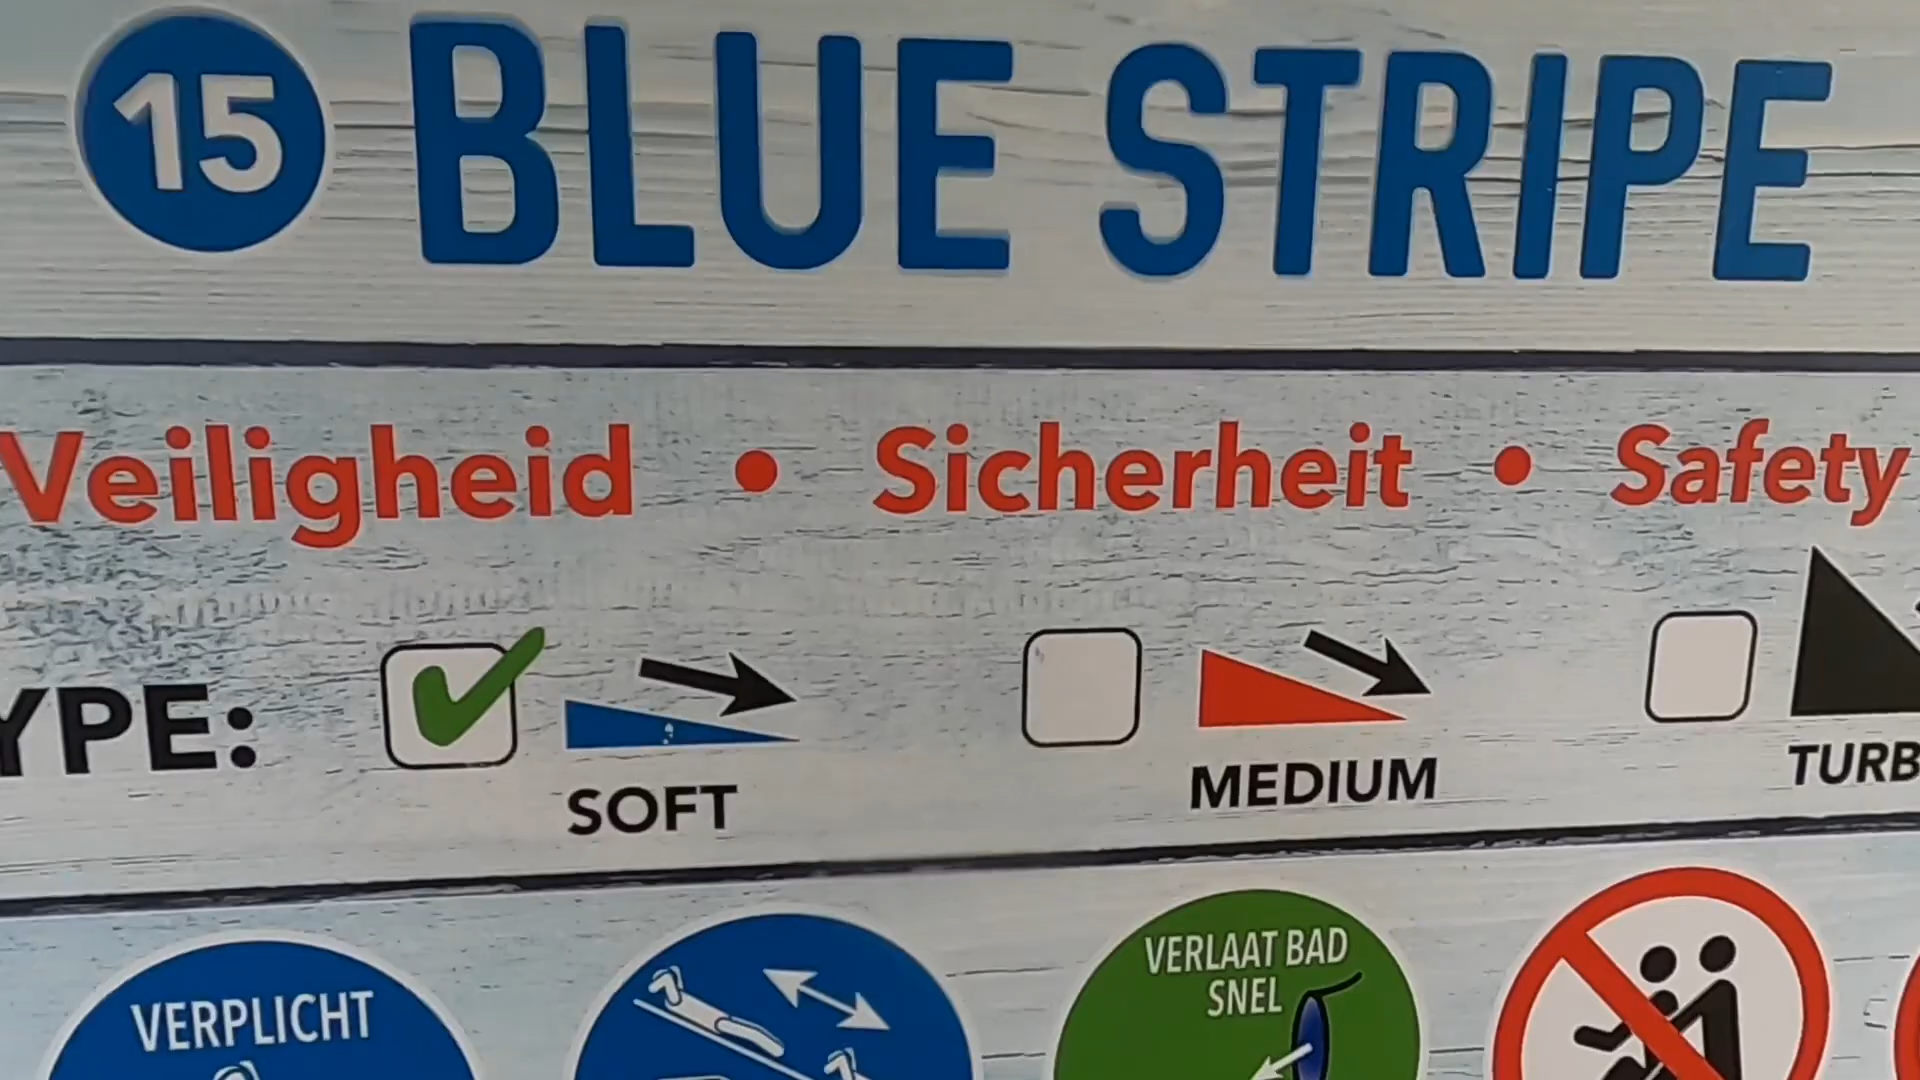 15 BLUE STRIPE
Veiligheid • Sicherheit • Safety
YPE:
SOFT
MEDIUM
TURB
VERPLICHT
VERLAAT BAD
SNEL